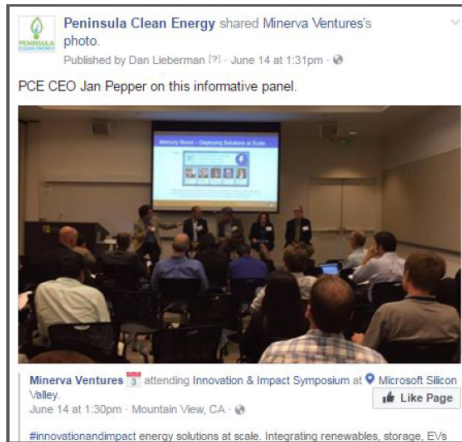 PENINSULA
CLEAN ENERGY
Peninsula Clean Energy shared Minerva Ventures's
photo.
Published by Dan Lieberman [?] · June 14 at 1:31pm ·
PCE CEO Jan Pepper on this informative panel.
Mercury Room – Deploying Solutions at Scale
Minerva Ventures 3 attending Innovation & Impact Symposium at Microsoft Silicon
Valley.
June 14 at 1:30pm · Mountain View, CA ·
Like Page
#innovationandimpact energy solutions at scale. Integrating renewables, storage, EVs